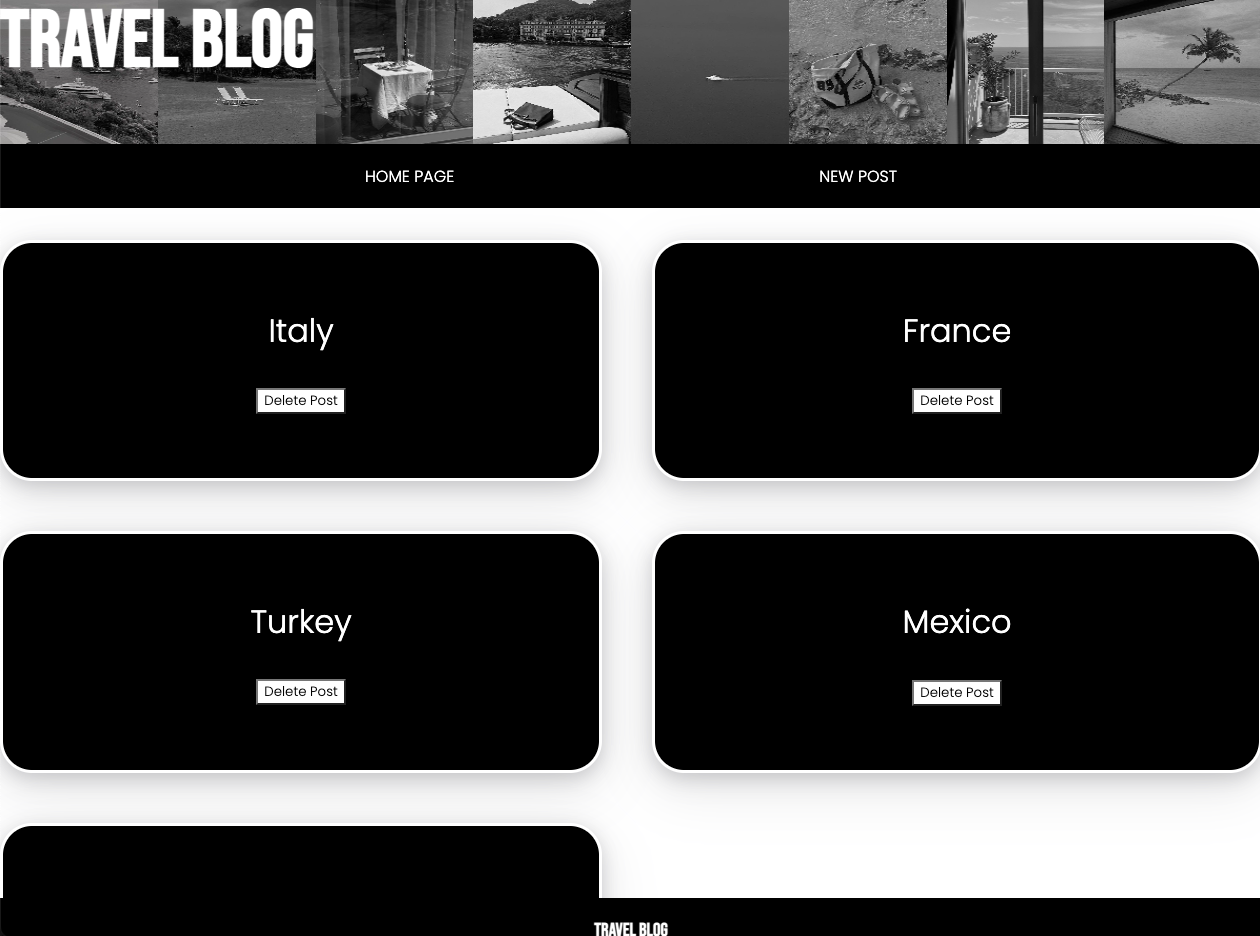 TRAVEL BLOG
HOME PAGE
NEW POST
Italy
Delete Post
France
Delete Post
Turkey
Delete Post
Mexico
Delete Post
TRAVEL BLOG